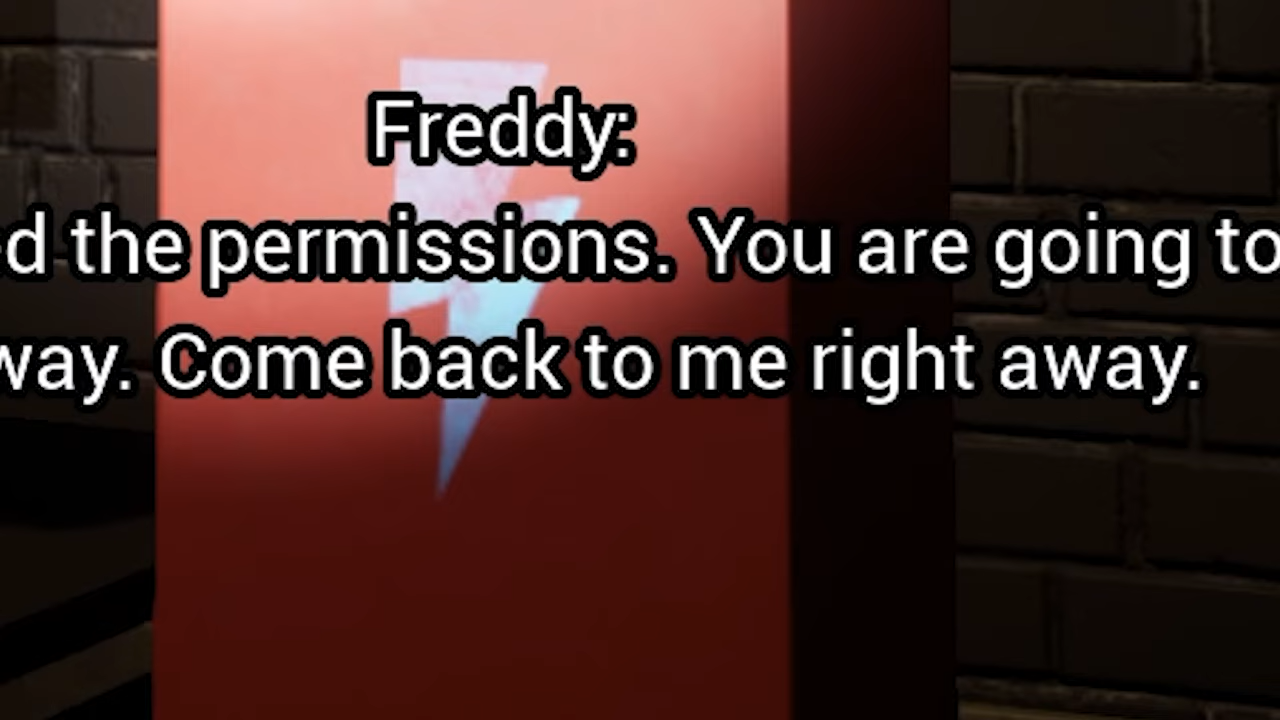 Freddy:
d the permissions. You are going to
way. Come back to me right away.